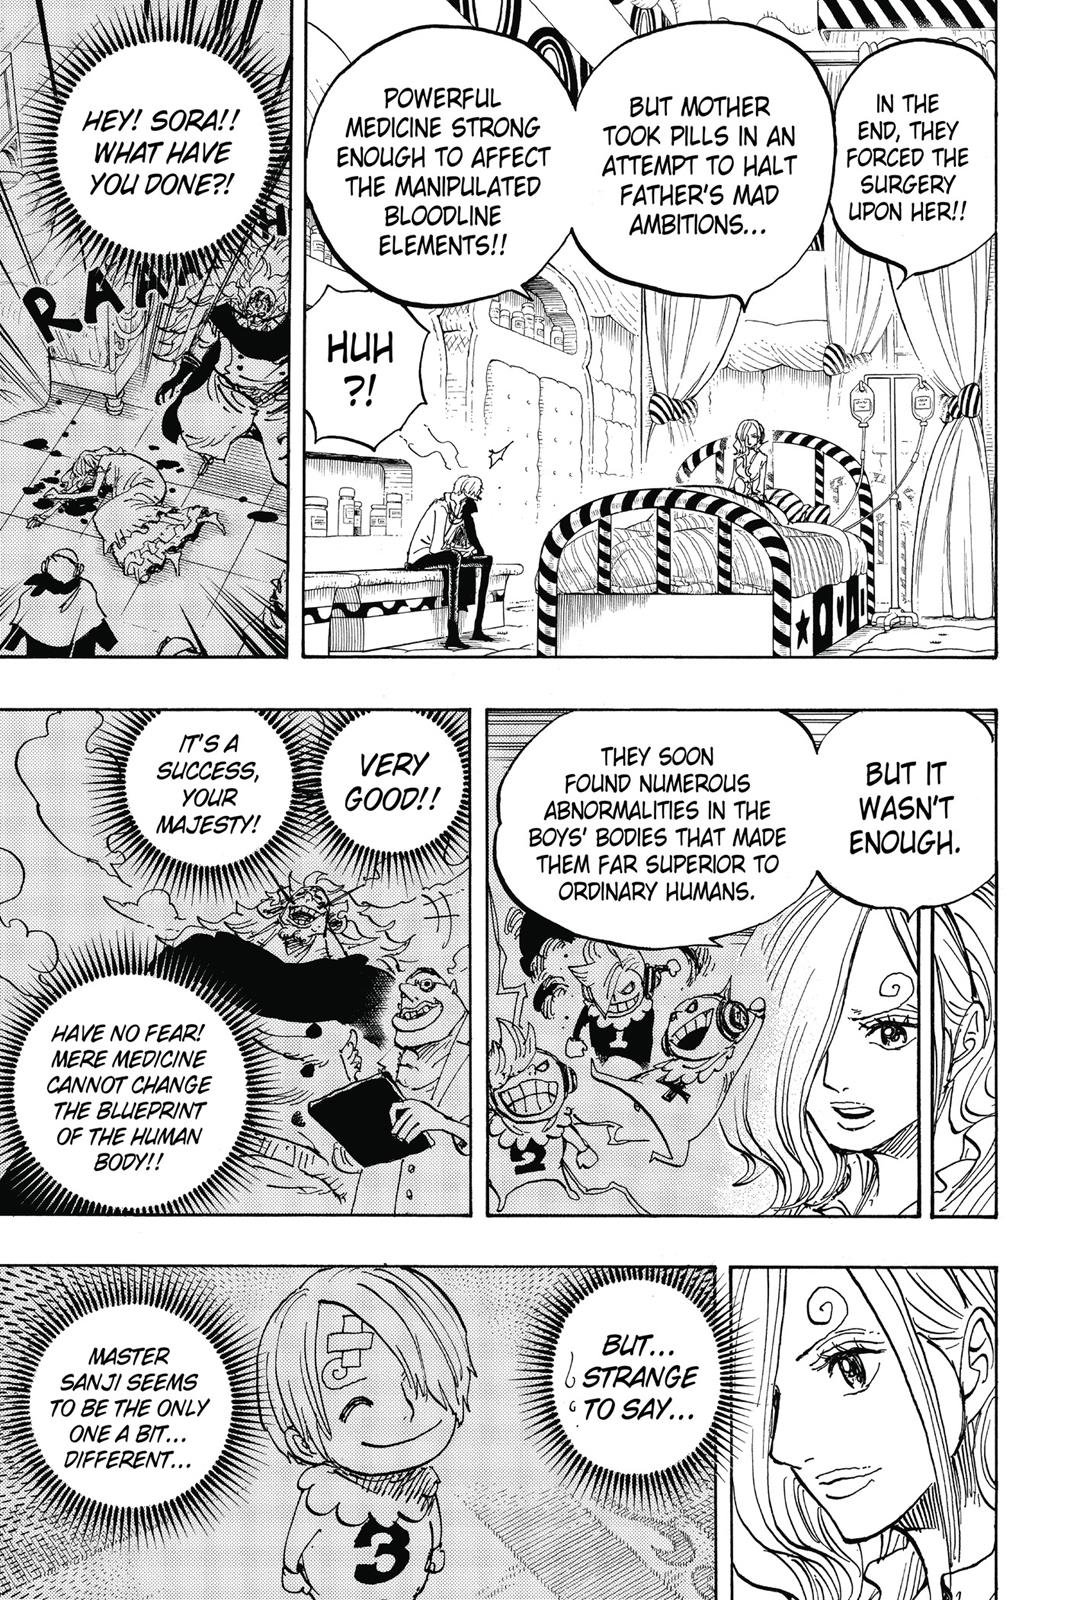 IN THE
END, THEY
FORCED THE
SURGERY
UPON HER!!
BUT MOTHER
TOOK PILLS IN AN
ATTEMPT TO HALT
FATHER'S MAD
AMBITIONS...
POWERFUL
MEDICINE STRONG
ENOUGH TO AFFECT
THE MANIPULATED
BLOODLINE
ELEMENTS!!
HUH
?!
HEY! SORA!!
WHAT HAVE
YOU DONE?!
RAAAHH
BUT IT
WASN'T
ENOUGH.
THEY SOON
FOUND NUMEROUS
ABNORMALITIES IN THE
BOYS' BODIES THAT MADE
THEM FAR SUPERIOR TO
ORDINARY HUMANS.
1
2
VERY
GOOD!!
IT'S A
SUCCESS,
YOUR
MAJESTY!
HAVE NO FEAR!
MERE MEDICINE
CANNOT CHANGE
THE BLUEPRINT
OF THE HUMAN
BODY!!
BUT...
STRANGE
TO SAY...
MASTER
SANJI SEEMS
TO BE THE ONLY
ONE A BIT...
DIFFERENT...
3